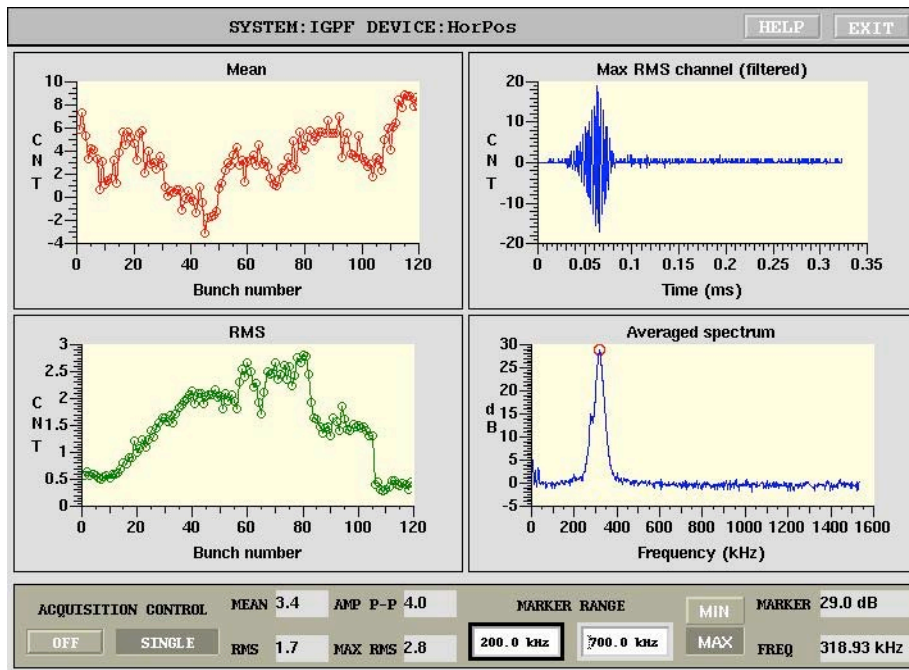 SYSTEM:IGPF DEVICE:HorPos
HELP
EXIT
Mean
10
8
6
4
2
0
-2
-4
C
N
T
0 20 40 60 80 100 120
Bunch number
Max RMS channel (filtered)
20
10
0
-10
-20
C
N
T
0 0.05 0.1 0.15 0.2 0.25 0.3 0.35
Time (ms)
RMS
3
2.5
2
1.5
1
0.5
0
C
N
T
0 20 40 60 80 100 120
Bunch number
Averaged spectrum
30
25
20
15
10
5
0
-5
d
B
0 200 400 600 800 1000 1200 1400 1600
Frequency (kHz)
ACQUISITION CONTROL
OFF
SINGLE
MEAN 3.4
AMP P-P 4.0
RMS 1.7
MAX RMS 2.8
MARKER RANGE
200.0 kHz
700.0 kHz
MIN
MAX
MARKER 29.0 dB
FREQ 318.93 kHz